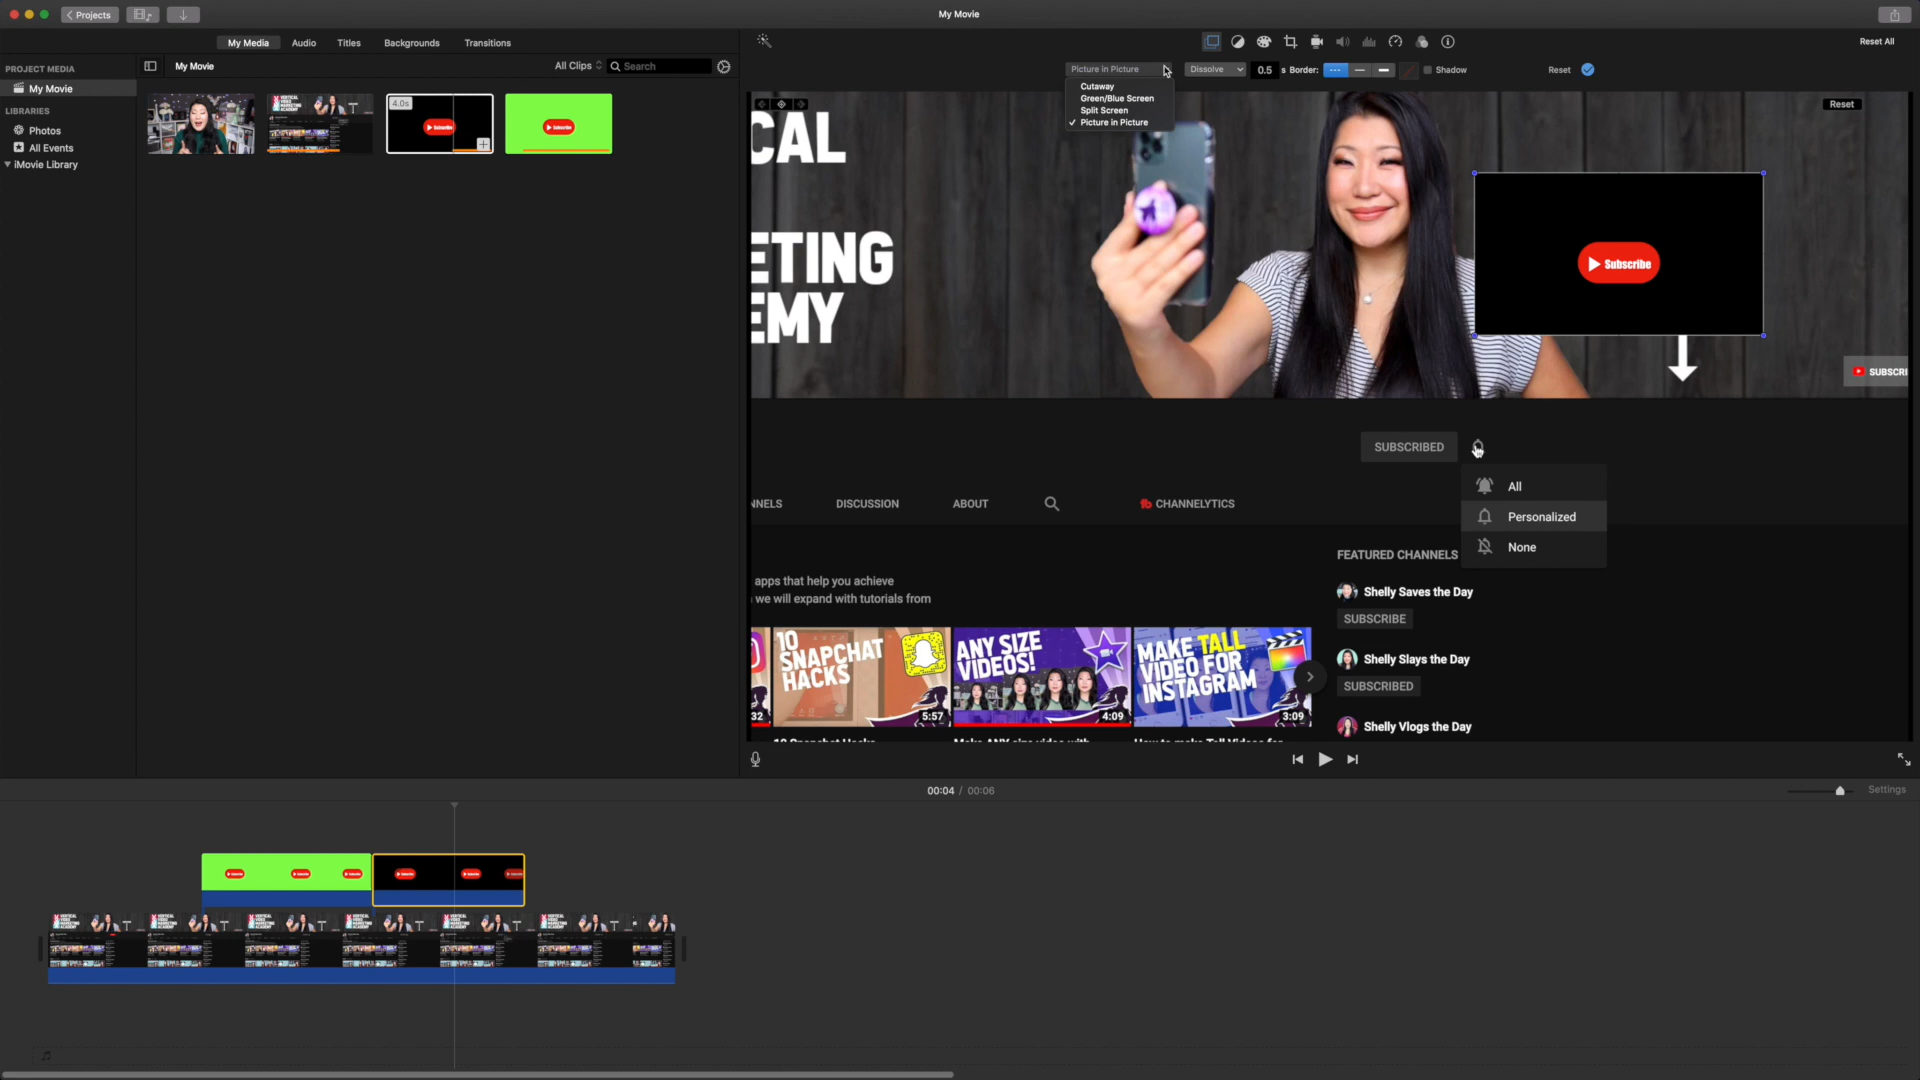 Projects
My Movie
My Media
Audio
Titles
Backgrounds
Transitions
Reset All
PROJECT MEDIA
My Movie
LIBRARIES
Photos
All Events
iMovie Library
My Movie
All Clips
Search
4.0s
Subscribe
Subscribe
Picture in Picture
Dissolve
0.5
s
Border:
Shadow
Reset
Cutaway
Green/Blue Screen
Split Screen
Picture in Picture
Reset
CAL
ETING
EMY
Subscribe
SUBSCRI
SUBSCRIBED
All
Personalized
None
NNELS
DISCUSSION
ABOUT
CHANNELYTICS
FEATURED CHANNELS
apps that help you achieve
we will expand with tutorials from
Shelly Saves the Day
SUBSCRIBE
Shelly Slays the Day
SUBSCRIBED
Shelly Vlogs the Day
32
10
SNAPCHAT
HACKS
5:57
ANY SIZE
VIDEOS!
4:09
MAKE TALL
VIDEO FOR
INSTAGRAM
3:09
00:04 / 00:06
Settings